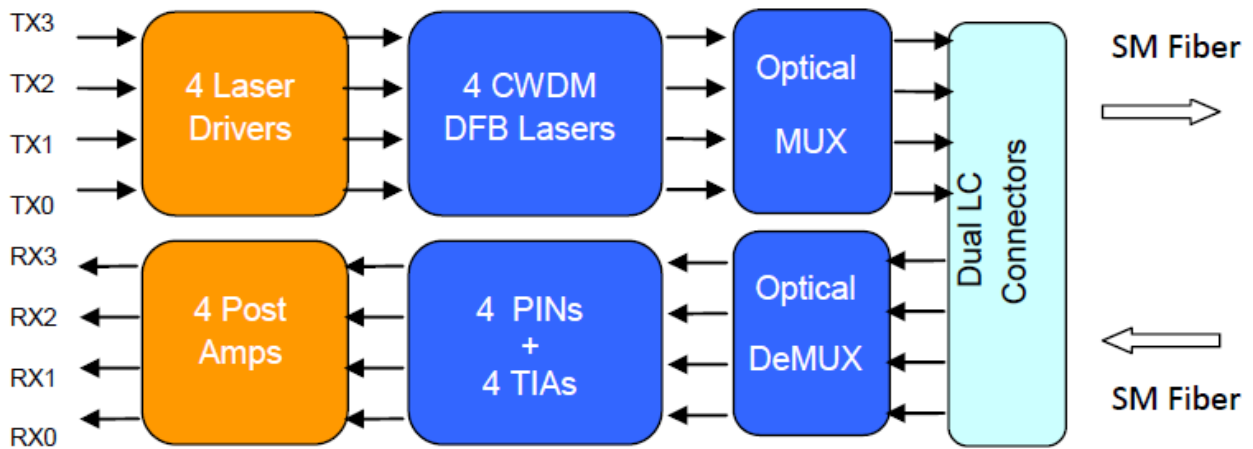 TX3
TX2
TX1
TX0
4 Laser
Drivers
4 CWDM
DFB Lasers
Optical
MUX
Dual LC
Connectors
SM Fiber
RX3
RX2
RX1
RX0
4 Post
Amps
4 PINs
+
4 TIAs
Optical
DeMUX
SM Fiber